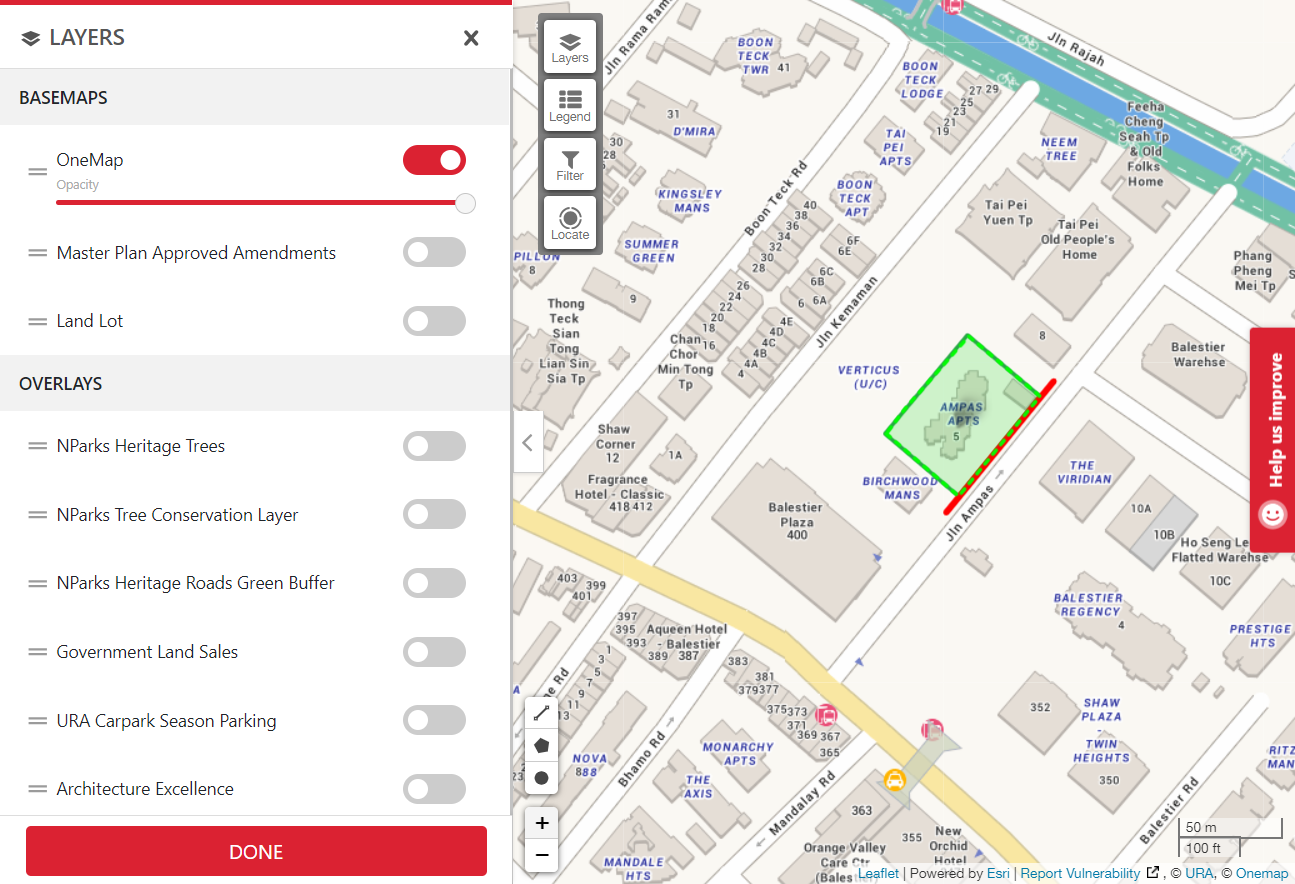 LAYERS
BASEMAPS
OneMap
Opacity
Master Plan Approved Amendments
Land Lot
OVERLAYS
NParks Heritage Trees
NParks Tree Conservation Layer
NParks Heritage Roads Green Buffer
Government Land Sales
URA Carpark Season Parking
Architecture Excellence
DONE
Layers
Legend
Filter
Locate
Jln Rama Ram
BOON
TECK
TWR 41
Jln Rajah
BOON
TECK
LODGE
27 29
25
23
21
19
31
D'MIRA
30
28
TAI
PEI
APTS
NEEM
TREE
Feeha
Cheng
Seah Tp
& Old
Folks
Home
KINGSLEY
MANS
Boon Teck Rd
BOON
TECK
APT
40
38
36
34
32
30
28
Tai Pei
Yuen Tp
Tai Pei
Old People's
Home
SUMMER
GREEN
PILLON
8
6F
6E
6C
6B
6 6A
Phang
Pheng
Mei Tp
S
9
26
24
22
20
18
16
4E
4D
4C
4B
4A
4
Jln Kemaman
Thong
Teck
Sian
Tong
Lian Sin
Sia Tp
Chan
Chor
Min Tong
Tp
8
Balestier
Warehse
VERTICUS
(U/C)
AMPAS
APTS
5
Help us improve
Shaw
Corner
12
1A
Fragrance
Hotel - Classic
418 412
BIRCHWOOD
MANS
THE
VIRIDIAN
Jln Ampas
Balestier
Plaza
400
10A
10B
Ho Seng Le
Flatted Warehse
10C
403
399
401
397
395
393
Aqueen Hotel
- Balestier
389 387
BALESTIER
REGENCY
4
PRESTIGE
HTS
383
381
379377
375373
371
369 367
365
3
1
7
5
9
11
13
ne Rd
A
Bhamo Rd
NOVA
888
23
MONARCHY
APTS
THE
AXIS
Mandalay Rd
352
SHAW
PLAZA
-
TWIN
HEIGHTS
350
RITZ
MAN
Balestier Rd
363
355
New
Orchid
Hotel
Orange Valley
Care Ctr
(Balest
MANDALE
HTS
+
−
50 m
100 ft
Leaflet | Powered by Esri | Report Vulnerability , © URA, © Onemap